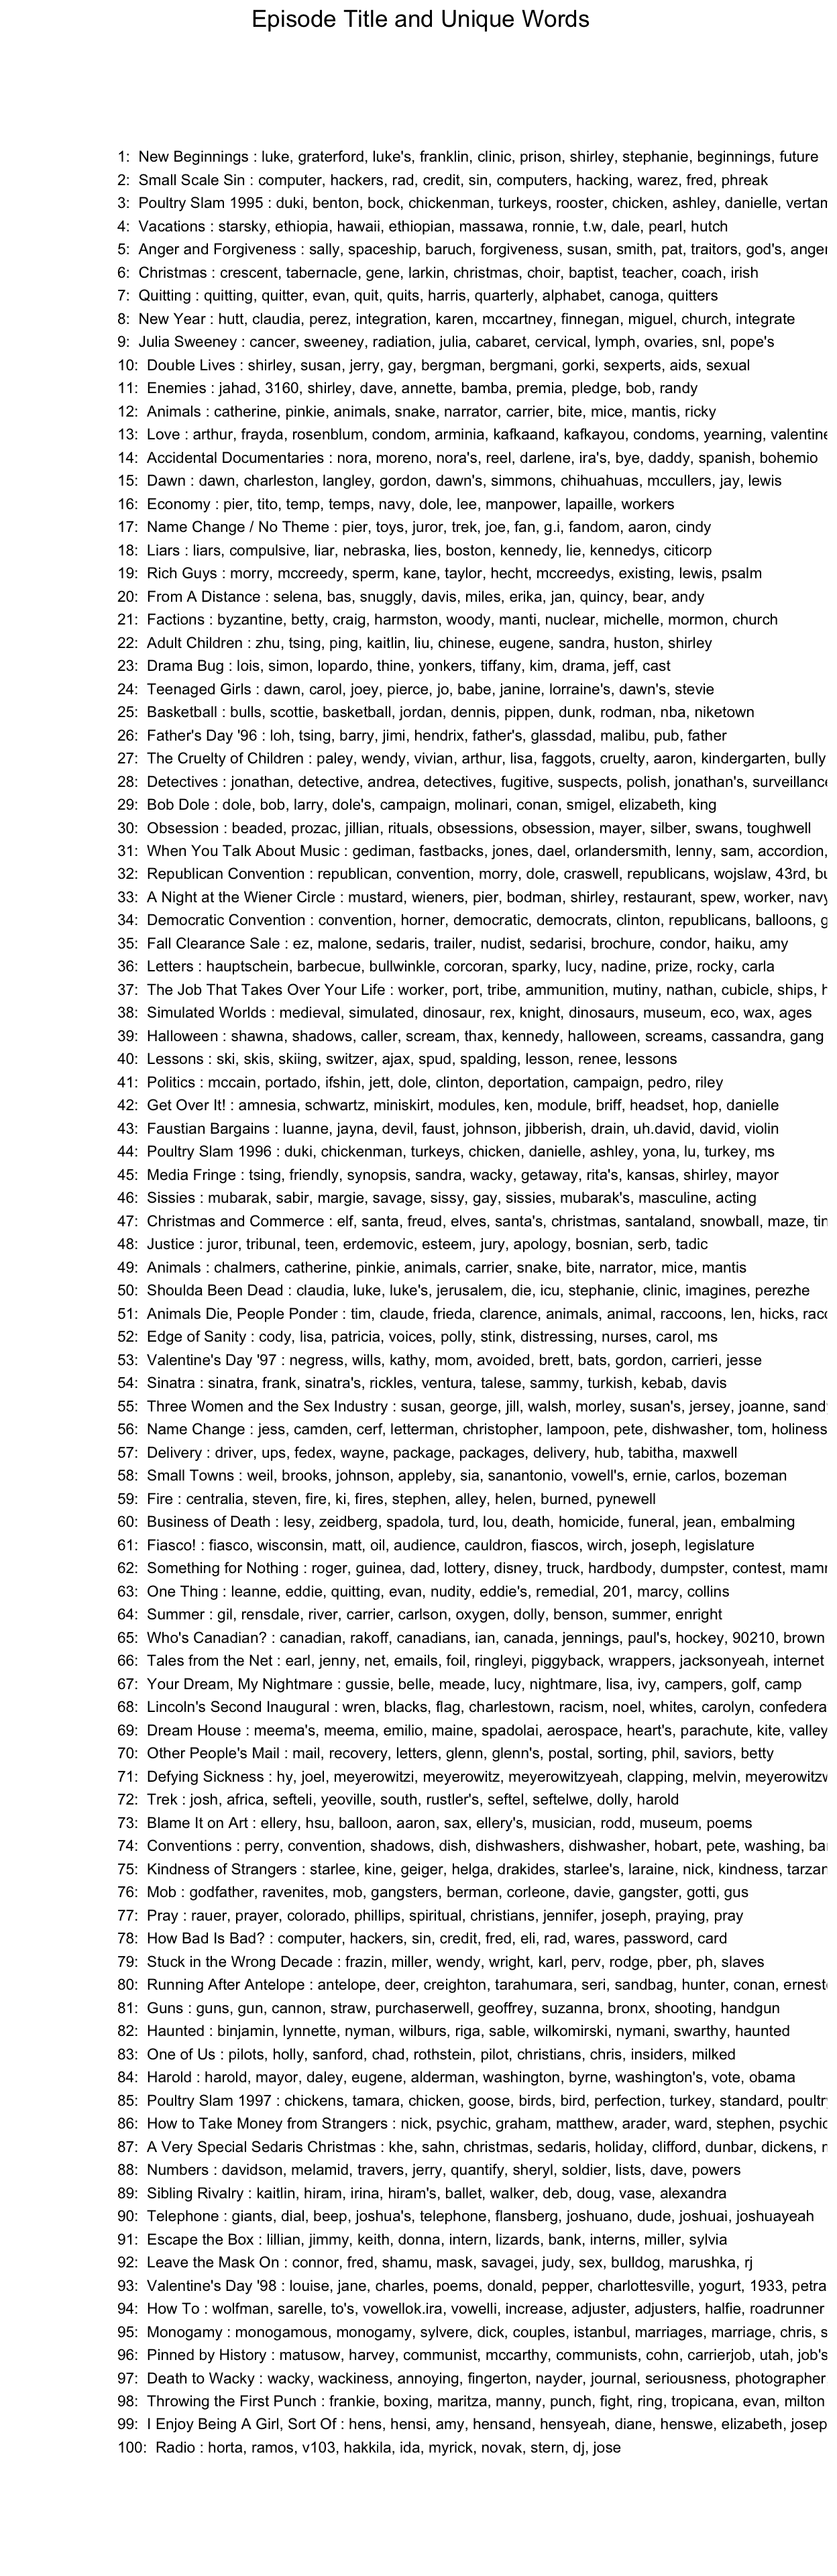 Episode Title and Unique Words
1: New Beginnings : luke, graterford, luke's, franklin, clinic, prison, shirley, stephanie, beginnings, future
2: Small Scale Sin : computer, hackers, rad, credit, sin, computers, hacking, warez, fred, phreak
3: Poultry Slam 1995 : duki, benton, bock, chickenman, turkeys, rooster, chicken, ashley, danielle,
4: Vacations : starsky, ethiopia, hawaii, ethiopian, massawa, ronnie, t.w, dale, pearl, hutch
5: Anger and Forgiveness : sally, spaceship, baruch, forgiveness, susan, smith, pat, traitors, god's,
6: Christmas : crescent, tabernacle, gene, larkin, christmas, choir, baptist, teacher, coach, irish
7: Quitting : quitting, quitter, evan, quit, quits, harris, quarterly, alphabet, canoga, quitters
8: New Year : hutt, claudia, perez, integration, karen, mccartney, finnegan, miguel, church, integrate
9: Julia Sweeney : cancer, sweeney, radiation, julia, cabaret, cervical, lymph, ovaries, snl, pope's
10: Double Lives : shirley, susan, jerry, gay, bergman, bergmani, gorki, sexperts, aids, sexual
11: Enemies : jahad, 3160, shirley, dave, annette, bamba, premia, pledge, bob, randy
12: Animals : catherine, pinkie, animals, snake, narrator, carrier, bite, mice, mantis, ricky
13: Love : arthur, frayda, rosenblum, condom, arminia, kafkaand, kafkayou, condoms, yearning, valentine
14: Accidental Documentaries : nora, moreno, nora's, reel, darlene, ira's, bye, daddy, spanish, bohemio
15: Dawn : dawn, charleston, langley, gordon, dawn's, simmons, chihuahuas, mccullers, jay, lewis
16: Economy : pier, tito, temp, temps, navy, dole, lee, manpower, lapaille, workers
17: Name Change / No Theme : pier, toys, juror, trek, joe, fan, g.i, fandom, aaron, cindy
18: Liars : liars, compulsive, liar, nebraska, lies, boston, kennedy, lie, kennedys, citicorp
19: Rich Guys : morry, mccreedy, sperm, kane, taylor, hecht, mccreedys, existing, lewis, psalm
20: From A Distance : selena, bas, snuggly, davis, miles, erika, jan, quincy, bear, andy
21: Factions : byzantine, betty, craig, harmston, woody, manti, nuclear, michelle, mormon, church
22: Adult Children : zhu, tsing, ping, kaitlin, liu, chinese, eugene, sandra, huston, shirley
23: Drama Bug : lois, simon, lopardo, thine, yonkers, tiffany, kim, drama, jeff, cast
24: Teenaged Girls : dawn, carol, joey, pierce, jo, babe, janine, lorraine's, dawn's, stevie
25: Basketball : bulls, scottie, basketball, jordan, dennis, pippen, dunk, rodman, nba, niketown
26: Father's Day '96 : loh, tsing, barry, jimi, hendrix, father's, glassdad, malibu, pub, father
27: The Cruelty of Children : paley, wendy, vivian, arthur, lisa, faggots, cruelty, aaron, kindergarten, bully
28: Detectives : jonathan, detective, andrea, detectives, fugitive, suspects, polish, jonathan's, surveillance
29: Bob Dole : dole, bob, larry, dole's, campaign, molinari, conan, smigel, elizabeth, king
30: Obsession : beaded, prozac, jillian, rituals, obsessions, obsession, mayer, silber, swans, toughwell
31: When You Talk About Music : gediman, fastbacks, jones, dael, orlandersmith, lenny, sam, accordion,
32: Republican Convention : republican, convention, morry, dole, craswell, republicans, wojslaw, 43rd,
33: A Night at the Wiener Circle : mustard, wieners, pier, bodman, shirley, restaurant, spew, worker, navy
34: Democratic Convention : convention, horner, democratic, democrats, clinton, republicans, balloons,
35: Fall Clearance Sale : ez, malone, sedaris, trailer, nudist, sedarisi, brochure, condor, haiku, amy
36: Letters : hauptschein, barbecue, bullwinkle, corcoran, sparky, lucy, nadine, prize, rocky, carla
37: The Job That Takes Over Your Life : worker, port, tribe, ammunition, mutiny, nathan, cubicle, ships,
38: Simulated Worlds : medieval, simulated, dinosaur, rex, knight, dinosaurs, museum, eco, wax, ages
39: Halloween : shawna, shadows, caller, scream, thax, kennedy, halloween, screams, cassandra, gang
40: Lessons : ski, skis, skiing, switzer, ajax, spud, spalding, lesson, renee, lessons
41: Politics : mccain, portado, ifshin, jett, dole, clinton, deportation, campaign, pedro, riley
42: Get Over It! : amnesia, schwartz, miniskirt, modules, ken, module, briff, headset, hop, danielle
43: Faustian Bargains : luanne, jayna, devil, faust, johnson, jibberish, drain, uh.david, david, violin
44: Poultry Slam 1996 : duki, chickenman, turkeys, chicken, danielle, ashley, yona, lu, turkey, ms
45: Media Fringe : tsing, friendly, synopsis, sandra, wacky, getaway, rita's, kansas, shirley, mayor
46: Sissies : mubarak, sabir, margie, savage, sissy, gay, sissies, mubarak's, masculine, acting
47: Christmas and Commerce : elf, santa, freud, elves, santa's, christmas, santaland, snowball, maze,
48: Justice : juror, tribunal, teen, erdemovic, esteem, jury, apology, bosnian, serb, tadic
49: Animals : chalmers, catherine, pinkie, animals, carrier, snake, bite, narrator, mice, mantis
50: Shoulda Been Dead : claudia, luke, luke's, jerusalem, die, icu, stephanie, clinic, imagines, perezhe
51: Animals Die, People Ponder : tim, claude, frieda, clarence, animals, animal, raccoons, len, hicks,
52: Edge of Sanity : cody, lisa, patricia, voices, polly, stink, distressing, nurses, carol, ms
53: Valentine's Day '97 : negress, wills, kathy, mom, avoided, brett, bats, gordon, carrieri, jesse
54: Sinatra : sinatra, frank, sinatra's, rickles, ventura, talese, sammy, turkish, kebab, davis
55: Three Women and the Sex Industry : susan, george, jill, walsh, morley, susan's, jersey, joanne,
56: Name Change : jess, camden, cerf, letterman, christopher, lampoon, pete, dishwasher, tom, holiness
57: Delivery : driver, ups, fedex, wayne, package, packages, delivery, hub, tabitha, maxwell
58: Small Towns : weil, brooks, johnson, appleby, sia, sanantonio, vowell's, ernie, carlos, bozeman
59: Fire : centralia, steven, fire, ki, fires, stephen, alley, helen, burned, pynewell
60: Business of Death : lesy, zeidberg, spadola, turd, lou, death, homicide, funeral, jean, embalming
61: Fiasco! : fiasco, wisconsin, matt, oil, audience, cauldron, fiascos, wirch, joseph, legislature
62: Something for Nothing : roger, guinea, dad, lottery, disney, truck, hardbody, dumpster, contest,
63: One Thing : leanne, eddie, quitting, evan, nudity, eddie's, remedial, 201, marcy, collins
64: Summer : gil, rensdale, river, carrier, carlson, oxygen, dolly, benson, summer, enright
65: Who's Canadian? : canadian, rakoff, canadians, ian, canada, jennings, paul's, hockey, 90210, brown
66: Tales from the Net : earl, jenny, net, emails, foil, ringleyi, piggyback, wrappers, jacksonyeah, internet
67: Your Dream, My Nightmare : gussie, belle, meade, lucy, nightmare, lisa, ivy, campers, golf, camp
68: Lincoln's Second Inaugural : wren, blacks, flag, charlestown, racism, noel, whites, carolyn,
69: Dream House : meema's, meema, emilio, maine, spadolai, aerospace, heart's, parachute, kite, valley
70: Other People's Mail : mail, recovery, letters, glenn, glenn's, postal, sorting, phil, saviors, betty
71: Defying Sickness : hy, joel, meyerowitzi, meyerowitz, meyerowitzyeah, clapping, melvin,
72: Trek : josh, africa, sefteli, yeoville, south, rustler's, seftel, seftelwe, dolly, harold
73: Blame It on Art : ellery, hsu, balloon, aaron, sax, ellery's, musician, rodd, museum, poems
74: Conventions : perry, convention, shadows, dish, dishwashers, dishwasher, hobart, pete, washing,
75: Kindness of Strangers : starlee, kine, geiger, helga, drakides, starlee's, laraine, nick, kindness, tarzan
76: Mob : godfather, ravenites, mob, gangsters, berman, corleone, davie, gangster, gotti, gus
77: Pray : rauer, prayer, colorado, phillips, spiritual, christians, jennifer, joseph, praying, pray
78: How Bad Is Bad? : computer, hackers, sin, credit, fred, eli, rad, wares, password, card
79: Stuck in the Wrong Decade : frazin, miller, wendy, wright, karl, perv, rodge, pber, ph, slaves
80: Running After Antelope : antelope, deer, creighton, tarahumara, seri, sandbag, hunter, conan,
81: Guns : guns, gun, cannon, straw, purchaserwell, geoffrey, suzanna, bronx, shooting, handgun
82: Haunted : binjamin, lynnette, nyman, wilburs, riga, sable, wilkomirski, nymani, swarthy, haunted
83: One of Us : pilots, holly, sanford, chad, rothstein, pilot, christians, chris, insiders, milked
84: Harold : harold, mayor, daley, eugene, alderman, washington, byrne, washington's, vote, obama
85: Poultry Slam 1997 : chickens, tamara, chicken, goose, birds, bird, perfection, turkey, standard, poultry
86: How to Take Money from Strangers : nick, psychic, graham, matthew, arader, ward, stephen,
87: A Very Special Sedaris Christmas : khe, sahn, christmas, sedaris, holiday, clifford, dunbar, dickens,
88: Numbers : davidson, melamid, travers, jerry, quantify, sheryl, soldier, lists, dave, powers
89: Sibling Rivalry : kaitlin, hiram, irina, hiram's, ballet, walker, deb, doug, vase, alexandra
90: Telephone : giants, dial, beep, joshua's, telephone, flansberg, joshuano, dude, joshuai, joshuayeah
91: Escape the Box : lillian, jimmy, keith, donna, intern, lizards, bank, interns, miller, sylvia
92: Leave the Mask On : connor, fred, shamu, mask, savagei, judy, sex, bulldog, marushka, rj
93: Valentine's Day '98 : louise, jane, charles, poems, donald, pepper, charlottesville, yogurt, 1933, petra
94: How To : wolfman, sarelle, to's, vowellok.ira, vowelli, increase, adjuster, adjusters, halfie, roadrunner
95: Monogamy : monogamous, monogamy, sylvere, dick, couples, istanbul, marriages, marriage, chris,
96: Pinned by History : matusow, harvey, communist, mccarthy, communists, cohn, carrierjob, utah, job's
97: Death to Wacky : wacky, wackiness, annoying, fingerton, nayder, journal, seriousness, photographer
98: Throwing the First Punch : frankie, boxing, maritza, manny, punch, fight, ring, tropicana, evan, milton
99: I Enjoy Being A Girl, Sort Of : hens, hensi, amy, hensand, hensyeah, diane, henswe, elizabeth,
100: Radio : horta, ramos, v103, hakkila, ida, myrick, novak, stern, dj, jose